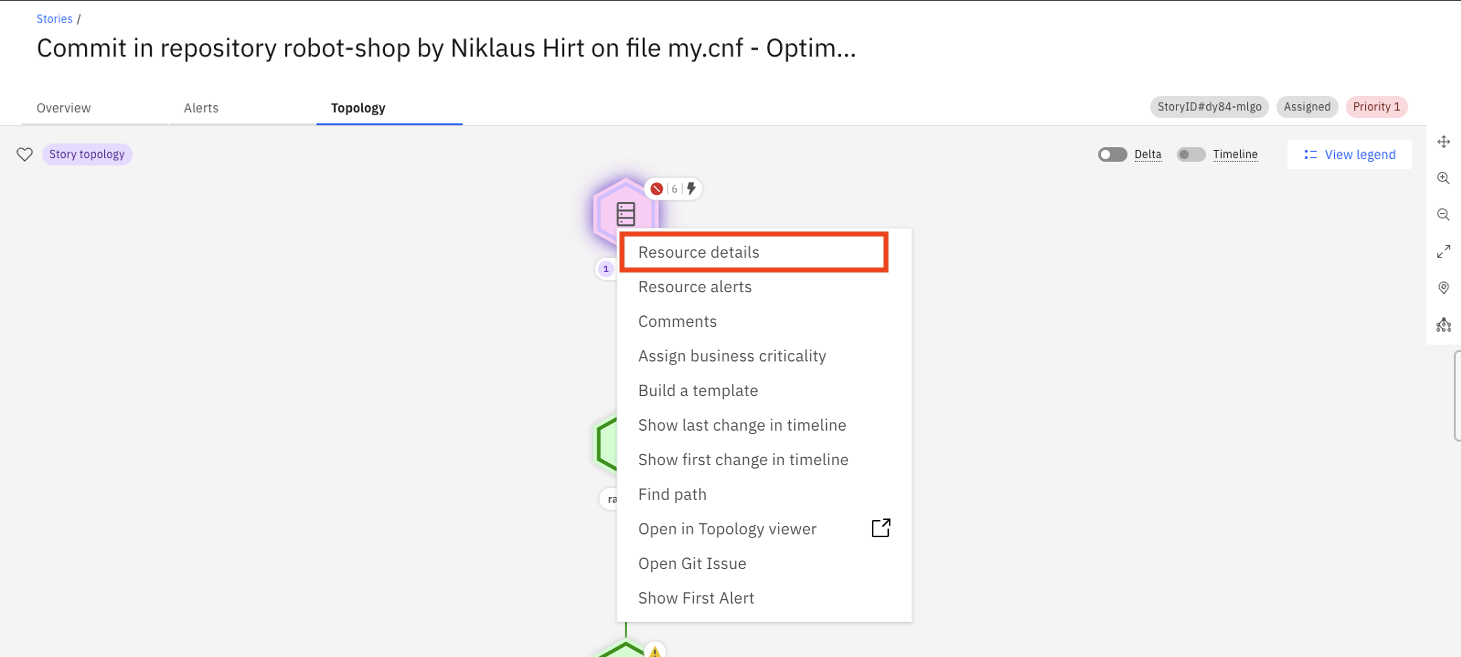 Stories /
Commit in repository robot-shop by Niklaus Hirt on file my.cnf - Optim...
Overview
Alerts
Topology
StoryID#dy84-mlgo
Assigned
Priority 1
Story topology
Delta
Timeline
View legend
6
1
Resource details
Resource alerts
Comments
Assign business criticality
Build a template
Show last change in timeline
Show first change in timeline
Find path
ra
Open in Topology viewer
Open Git Issue
Show First Alert